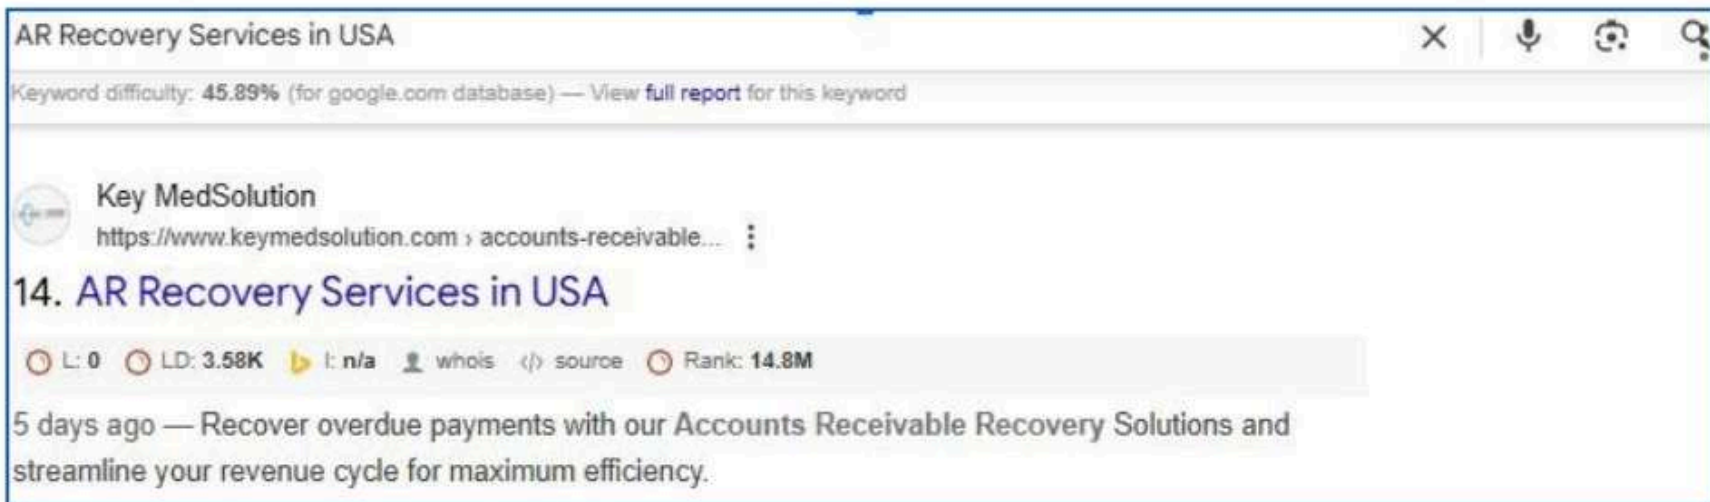 AR Recovery Services in USA
Keyword difficulty: 45.89% (for google.com database) — View full report for this keyword
Key MedSolution
https://www.keymedsolution.com › accounts-receivable...
14. AR Recovery Services in USA
L: 0 LD: 3.58K I: n/a whois </> source Rank: 14.8M
5 days ago — Recover overdue payments with our Accounts Receivable Recovery Solutions and
streamline your revenue cycle for maximum efficiency.